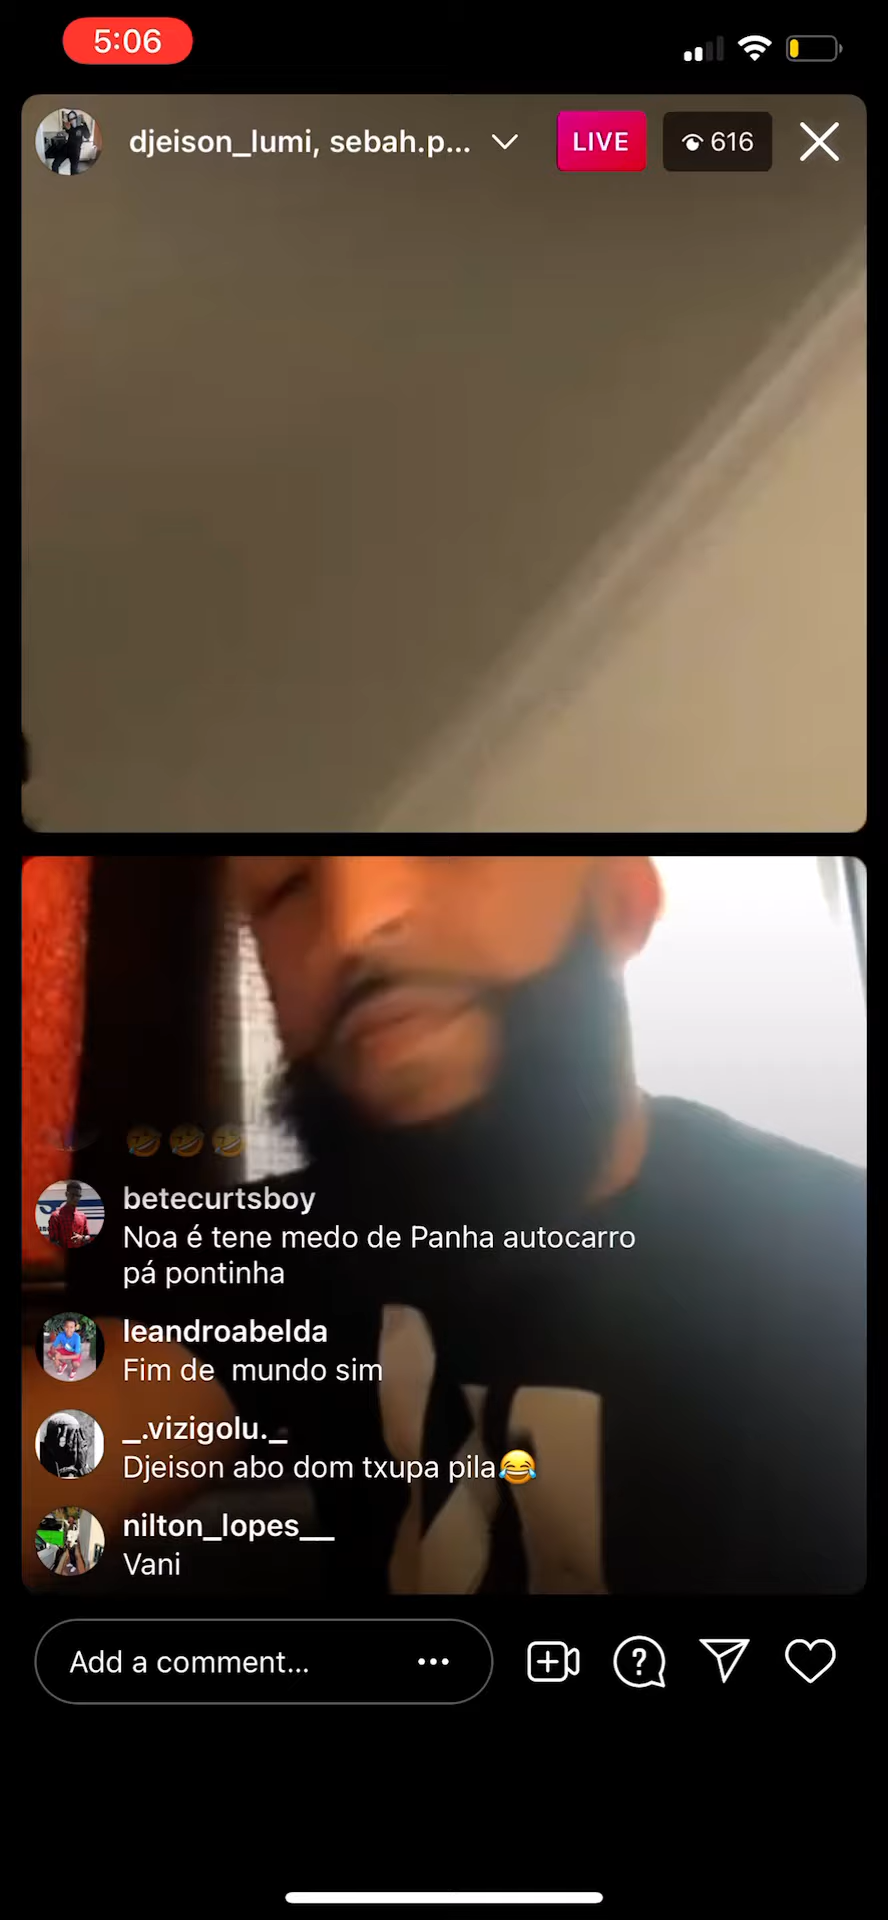 5:06
djeison_lumi, sebah.p...
LIVE
616
🤣🤣🤣
betecurtsboy
Noa é tene medo de Panha autocarro
pá pontinha
leandroabelda
Fim de  mundo sim
_.vizigolu._
Djeison abo dom txupa pila😂
nilton_lopes__
Vani
Add a comment...